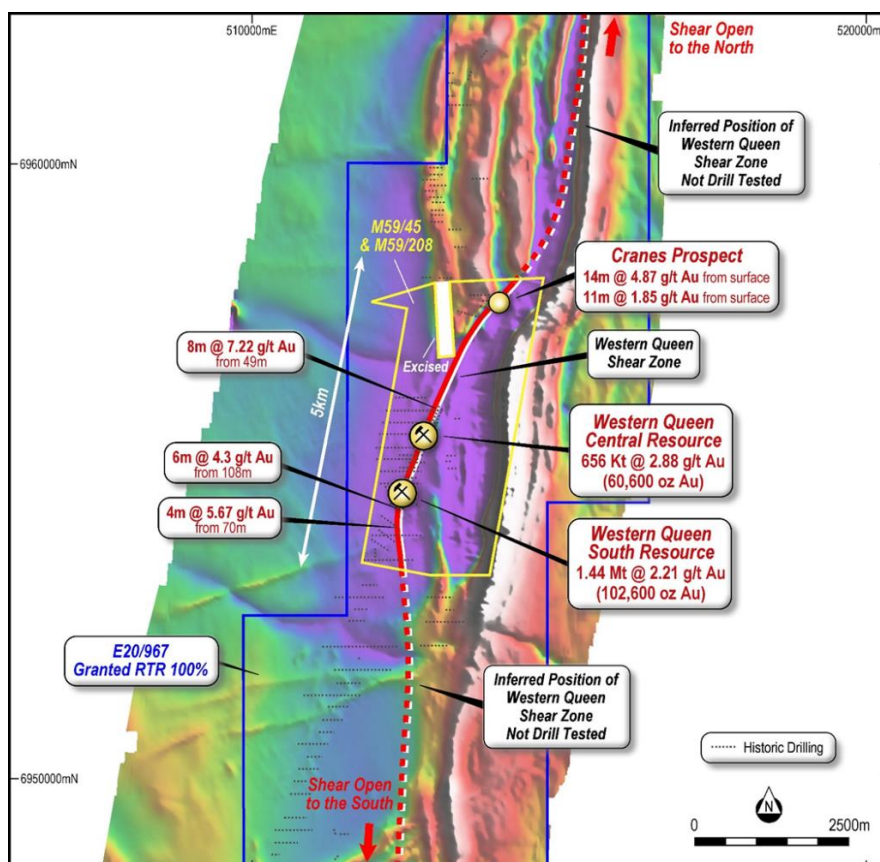 510000mE
520000m
Shear Open
to the North
Inferred Position of
Western Queen
Shear Zone
Not Drill Tested
6960000mN
M59/45
& M59/208
Cranes Prospect
14m @ 4.87 g/t Au from surface
11m @ 1.85 g/t Au from surface
8m @ 7.22 g/t Au
from 49m
Excised
Western Queen
Shear Zone
5km
Western Queen
Central Resource
656 Kt @ 2.88 g/t Au
(60,600 oz Au)
6m @ 4.3 g/t Au
from 108m
4m @ 5.67 g/t Au
from 70m
Western Queen
South Resource
1.44 Mt @ 2.21 g/t Au
(102,600 oz Au)
E20/967
Granted RTR 100%
Inferred Position of
Western Queen
Shear Zone
Not Drill Tested
Historic Drilling
6950000mN
Shear Open
to the South
N
0
2500m